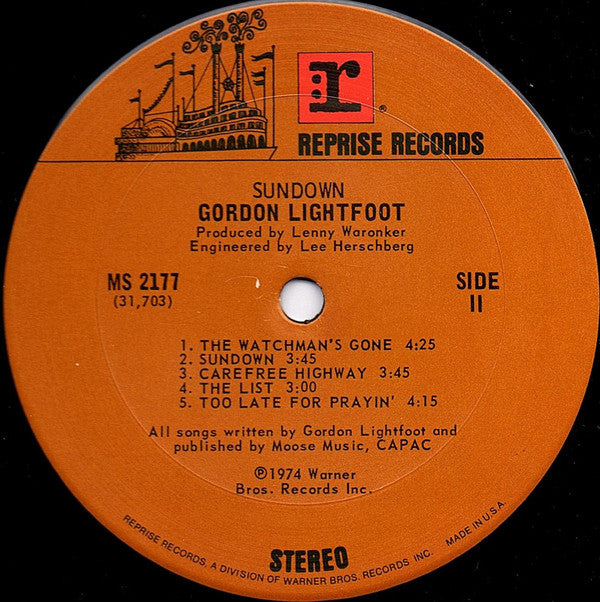 r
®
REPRISE RECORDS
SUNDOWN
GORDON LIGHTFOOT
Produced by Lenny Waronker
Engineered by Lee Herschberg
MS 2177
(31,703)
SIDE
II
1. THE WATCHMAN'S GONE 4:25
2. SUNDOWN 3:45
3. CAREFREE HIGHWAY 3:45
4. THE LIST 3:00
5. TOO LATE FOR PRAYIN' 4:15
All songs written by Gordon Lightfoot and
published by Moose Music, CAPAC
℗1974 Warner
Bros. Records Inc.
STEREO
REPRISE RECORDS, A DIVISION OF WARNER BROS. RECORDS INC. MADE IN U.S.A.